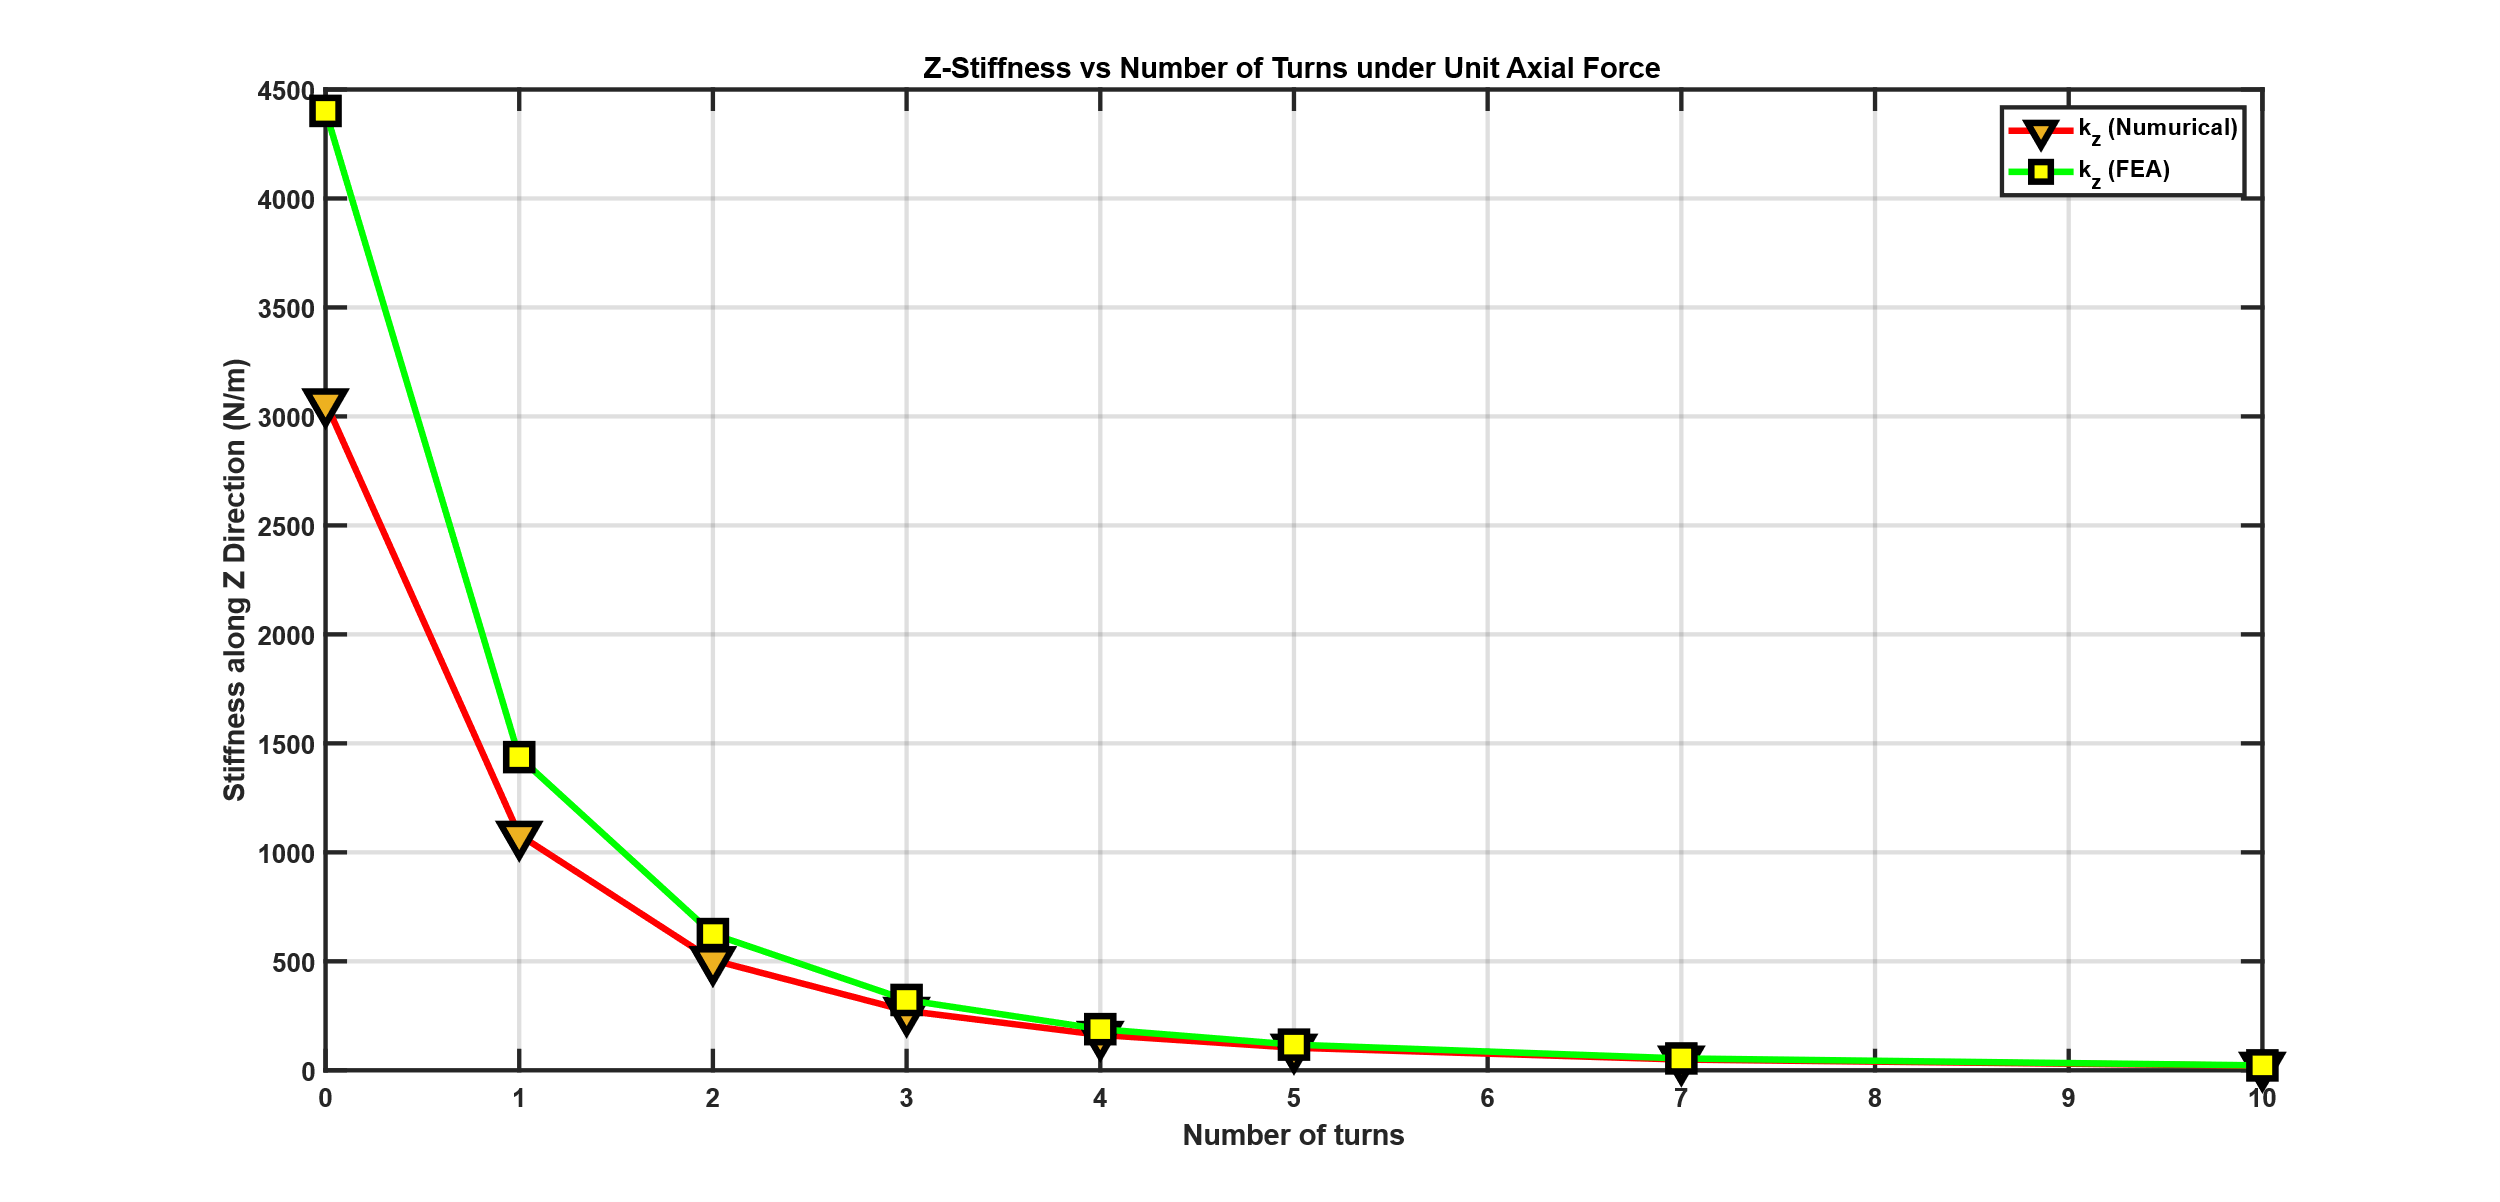 Z-Stiffness vs Number of Turns under Unit Axial Force
4500
4000
3500
3000
2500
2000
1500
1000
500
0
Stiffness along Z Direction (N/m)
k_z (Numurical)
k_z (FEA)
0 1 2 3 4 5 6 7 8 9 10
Number of turns